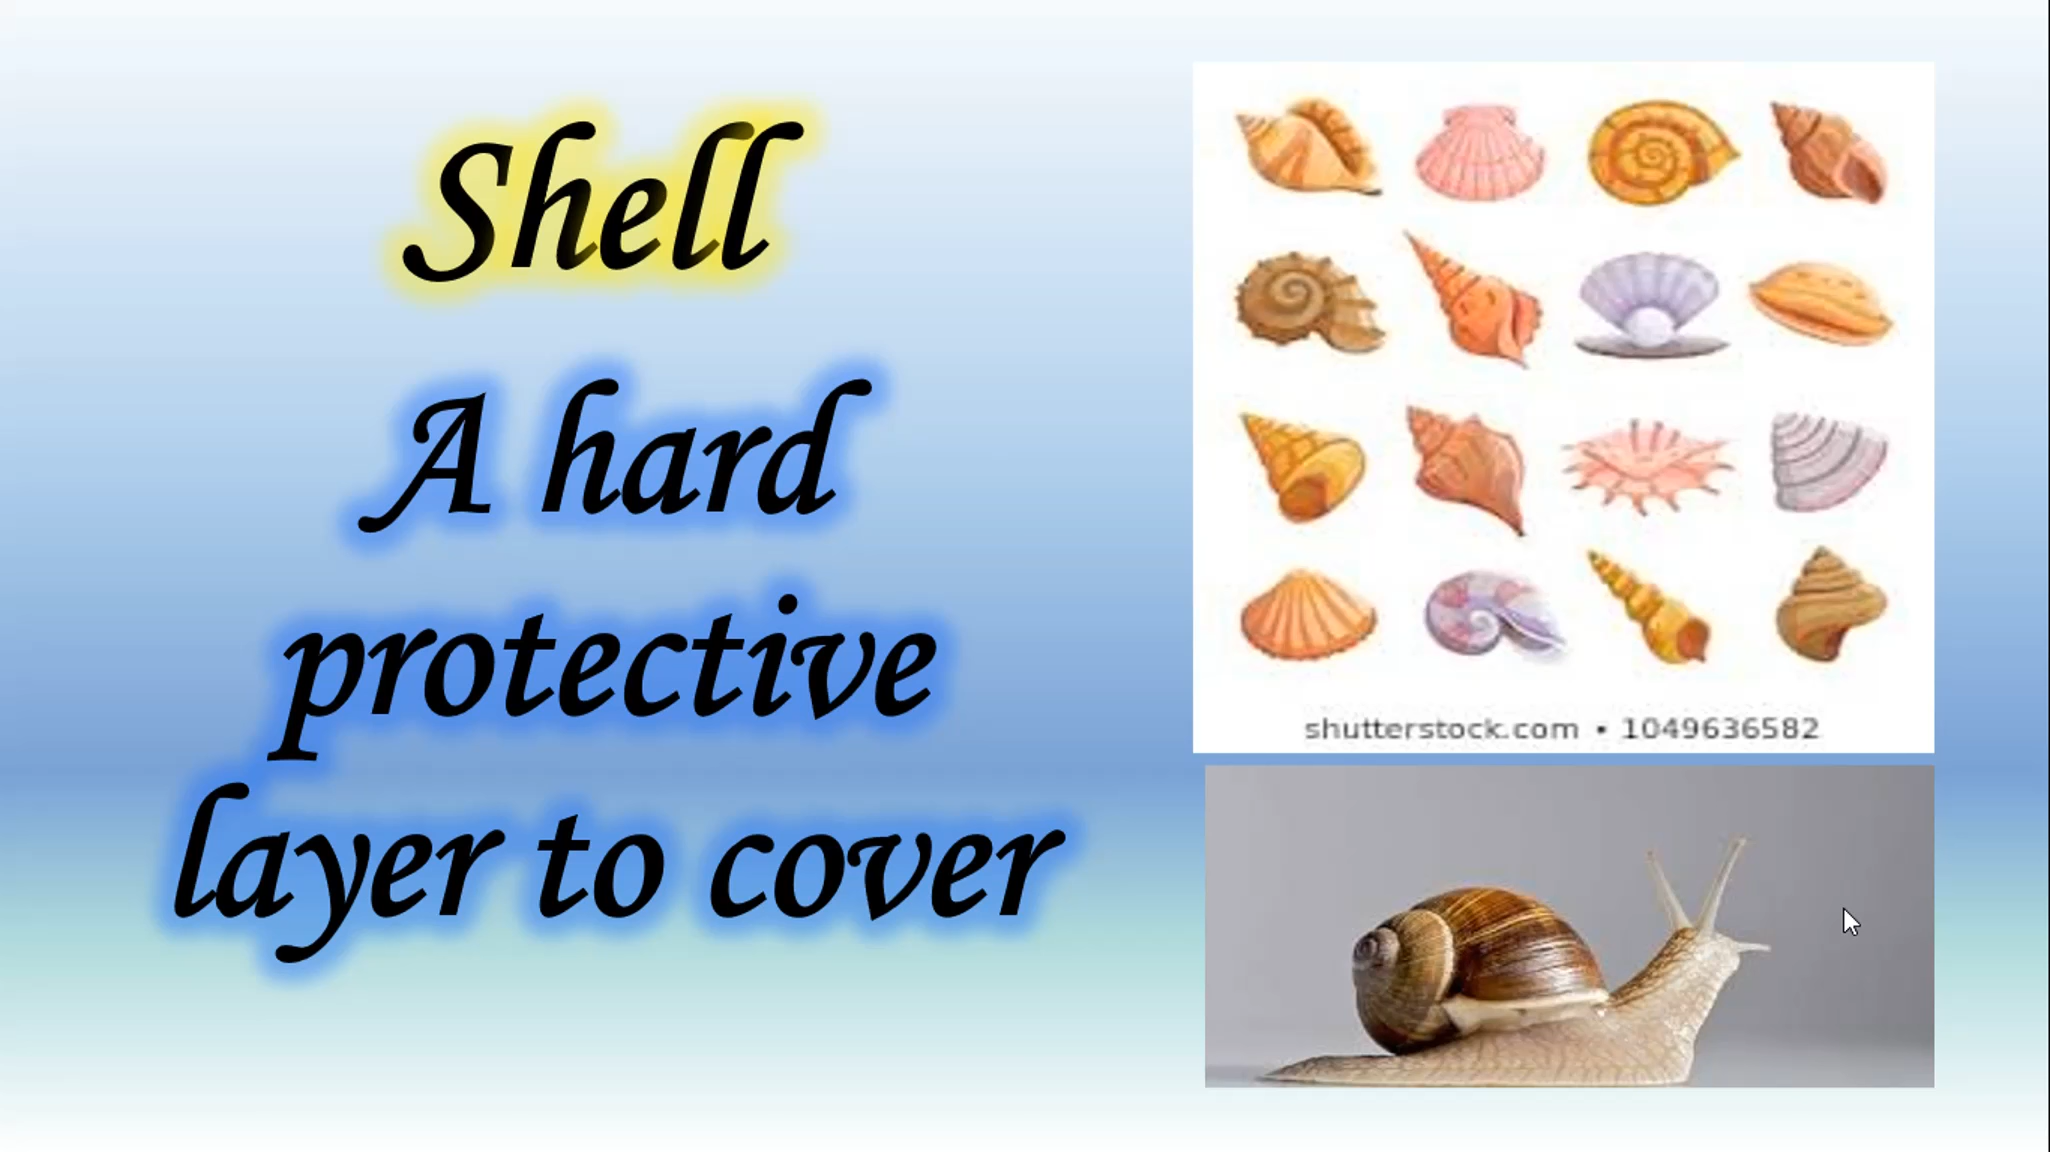 Shell
A hard
protective
layer to cover
shutterstock.com • 1049636582